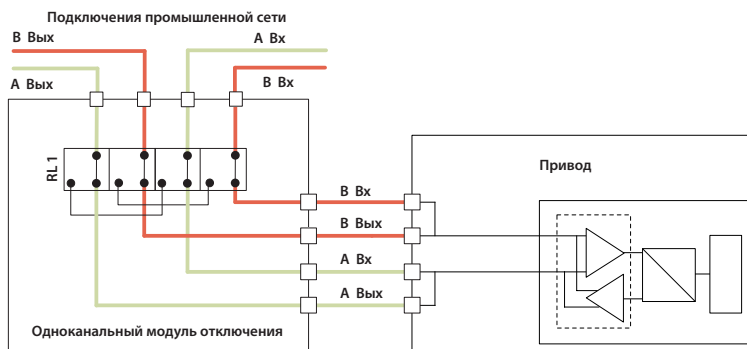 Подключения промышленной сети
B Вых
A Вх
A Вых
B Вх
RL 1
Привод
B Вх
B Вых
A Вх
A Вых
Одноканальный модуль отключения